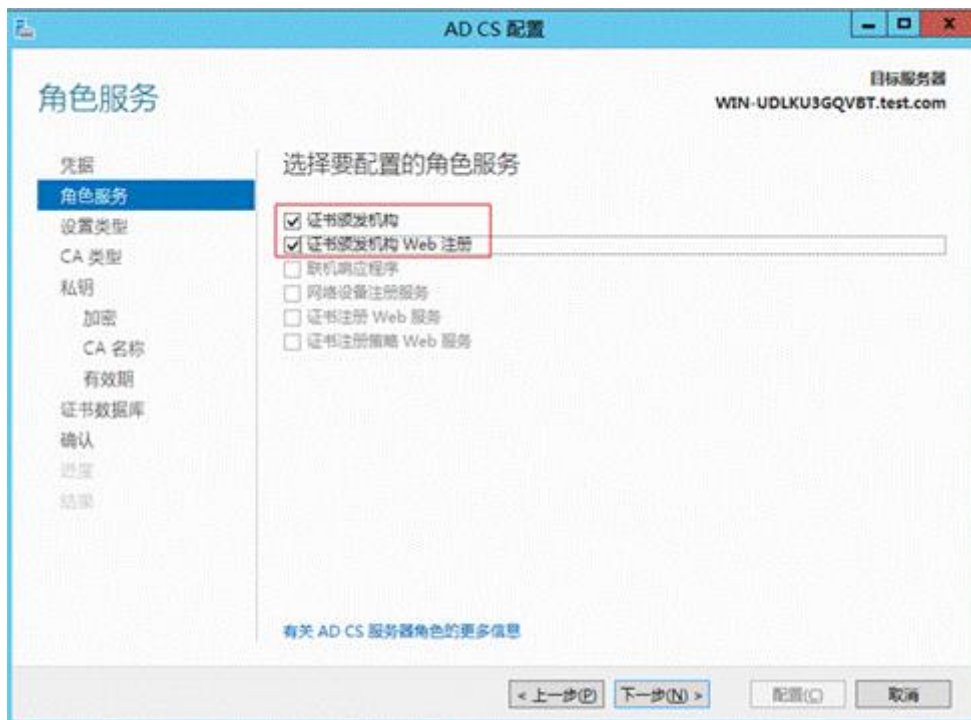 AD CS 配置
角色服务
目标服务器
WIN-UDLKU3GQVBT.test.com
凭据
角色服务
设置类型
CA 类型
私钥
加密
CA 名称
有效期
证书数据库
确认
进度
结果
选择要配置的角色服务
证书颁发机构
证书颁发机构 Web 注册
联机响应程序
网络设备注册服务
证书注册 Web 服务
证书注册策略 Web 服务
有关 AD CS 服务器角色的更多信息
< 上一步(P)
下一步(N) >
配置(C)
取消